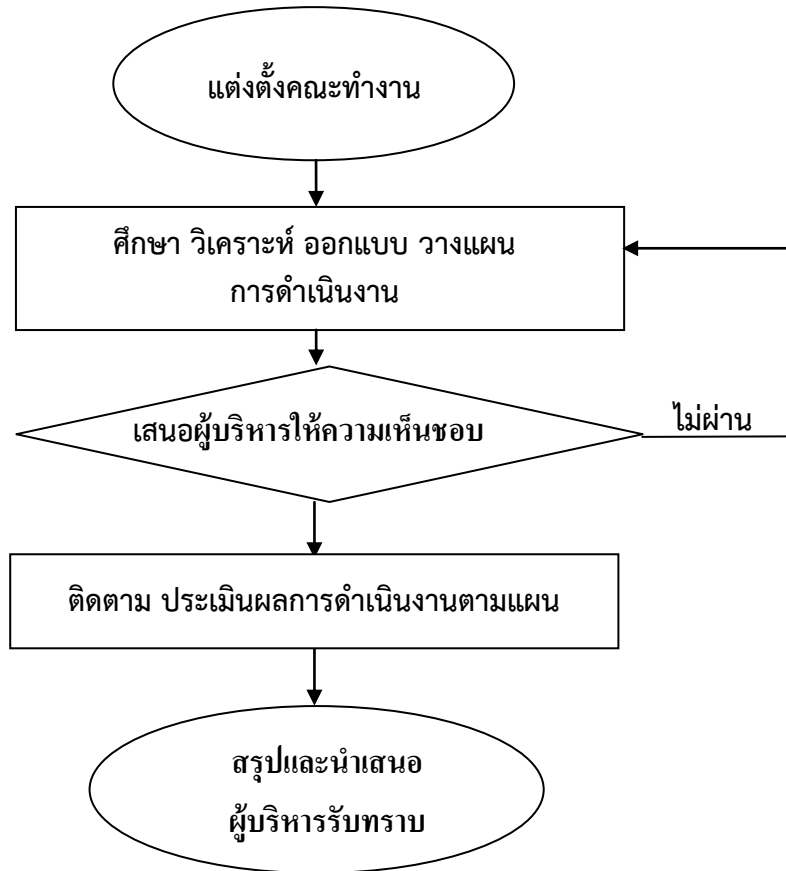 แต่งตั้งคณะทำงาน
ศึกษา วิเคราะห์ ออกแบบ วางแผน
การดำเนินงาน
เสนอผู้บริหารให้ความเห็นชอบ
ไม่ผ่าน
ติดตาม ประเมินผลการดำเนินงานตามแผน
สรุปและนำเสนอ
ผู้บริหารรับทราบ